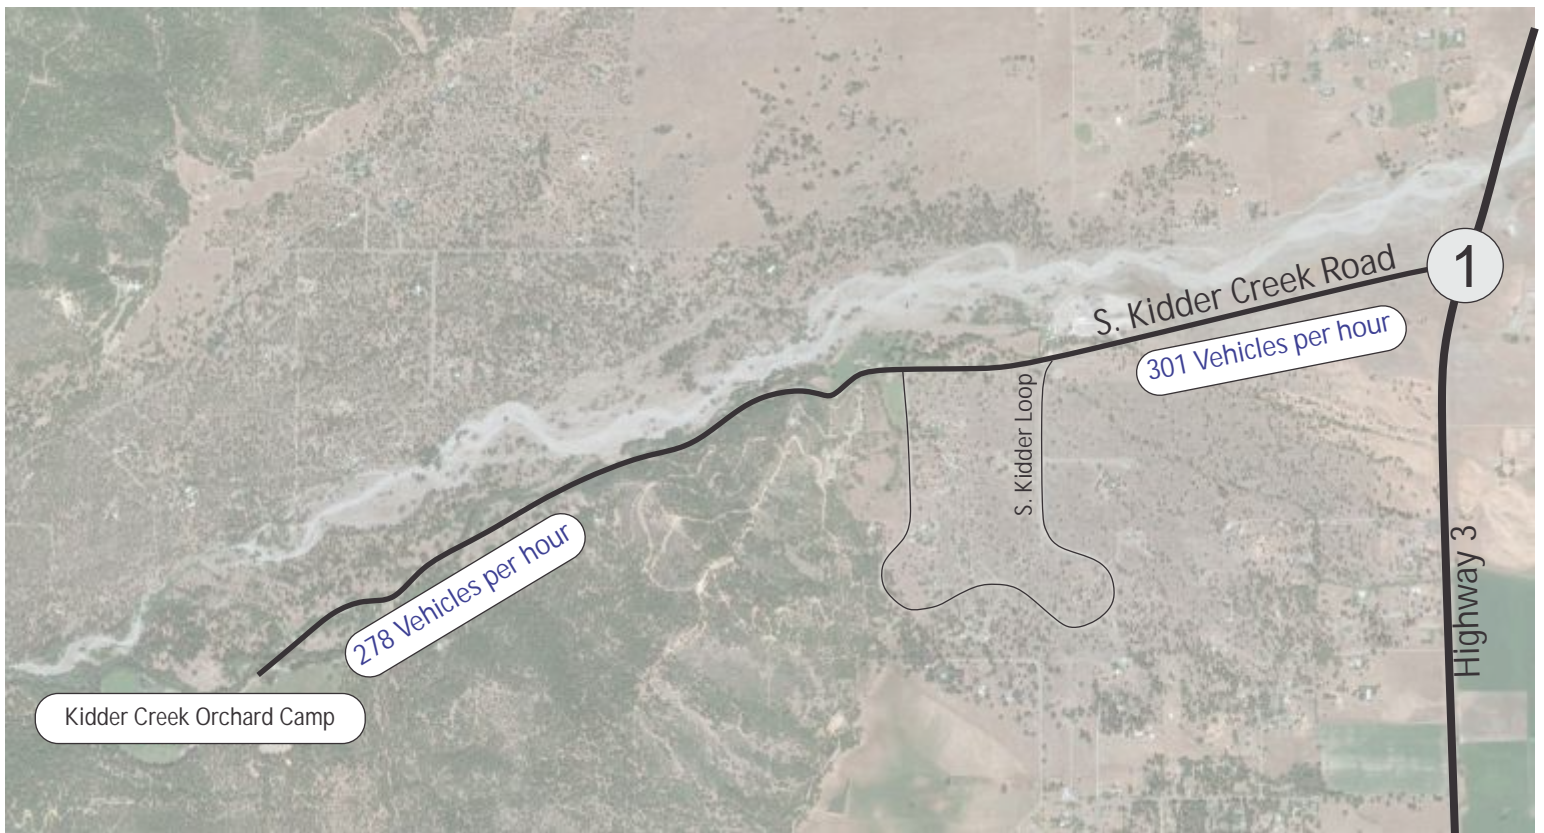 1
S. Kidder Creek Road
301 Vehicles per hour
S. Kidder Loop
278 Vehicles per hour
Highway 3
Kidder Creek Orchard Camp